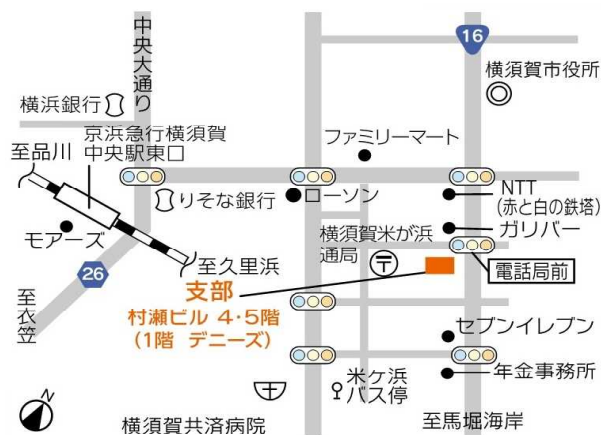 中央大通り
16
横須賀市役所
横浜銀行
京浜急行横須賀
中央駅東口
至品川
ファミリーマート
りそな銀行
ローソン
NTT
(赤と白の鉄塔)
ガリバー
モアーズ
横須賀米が浜
通局
〒
電話局前
26
至久里浜
支部
村瀬ビル 4・5階
(1階 デニーズ)
至衣笠
セブンイレブン
米ヶ浜
バス停
年金事務所
横須賀共済病院
至馬堀海岸
N